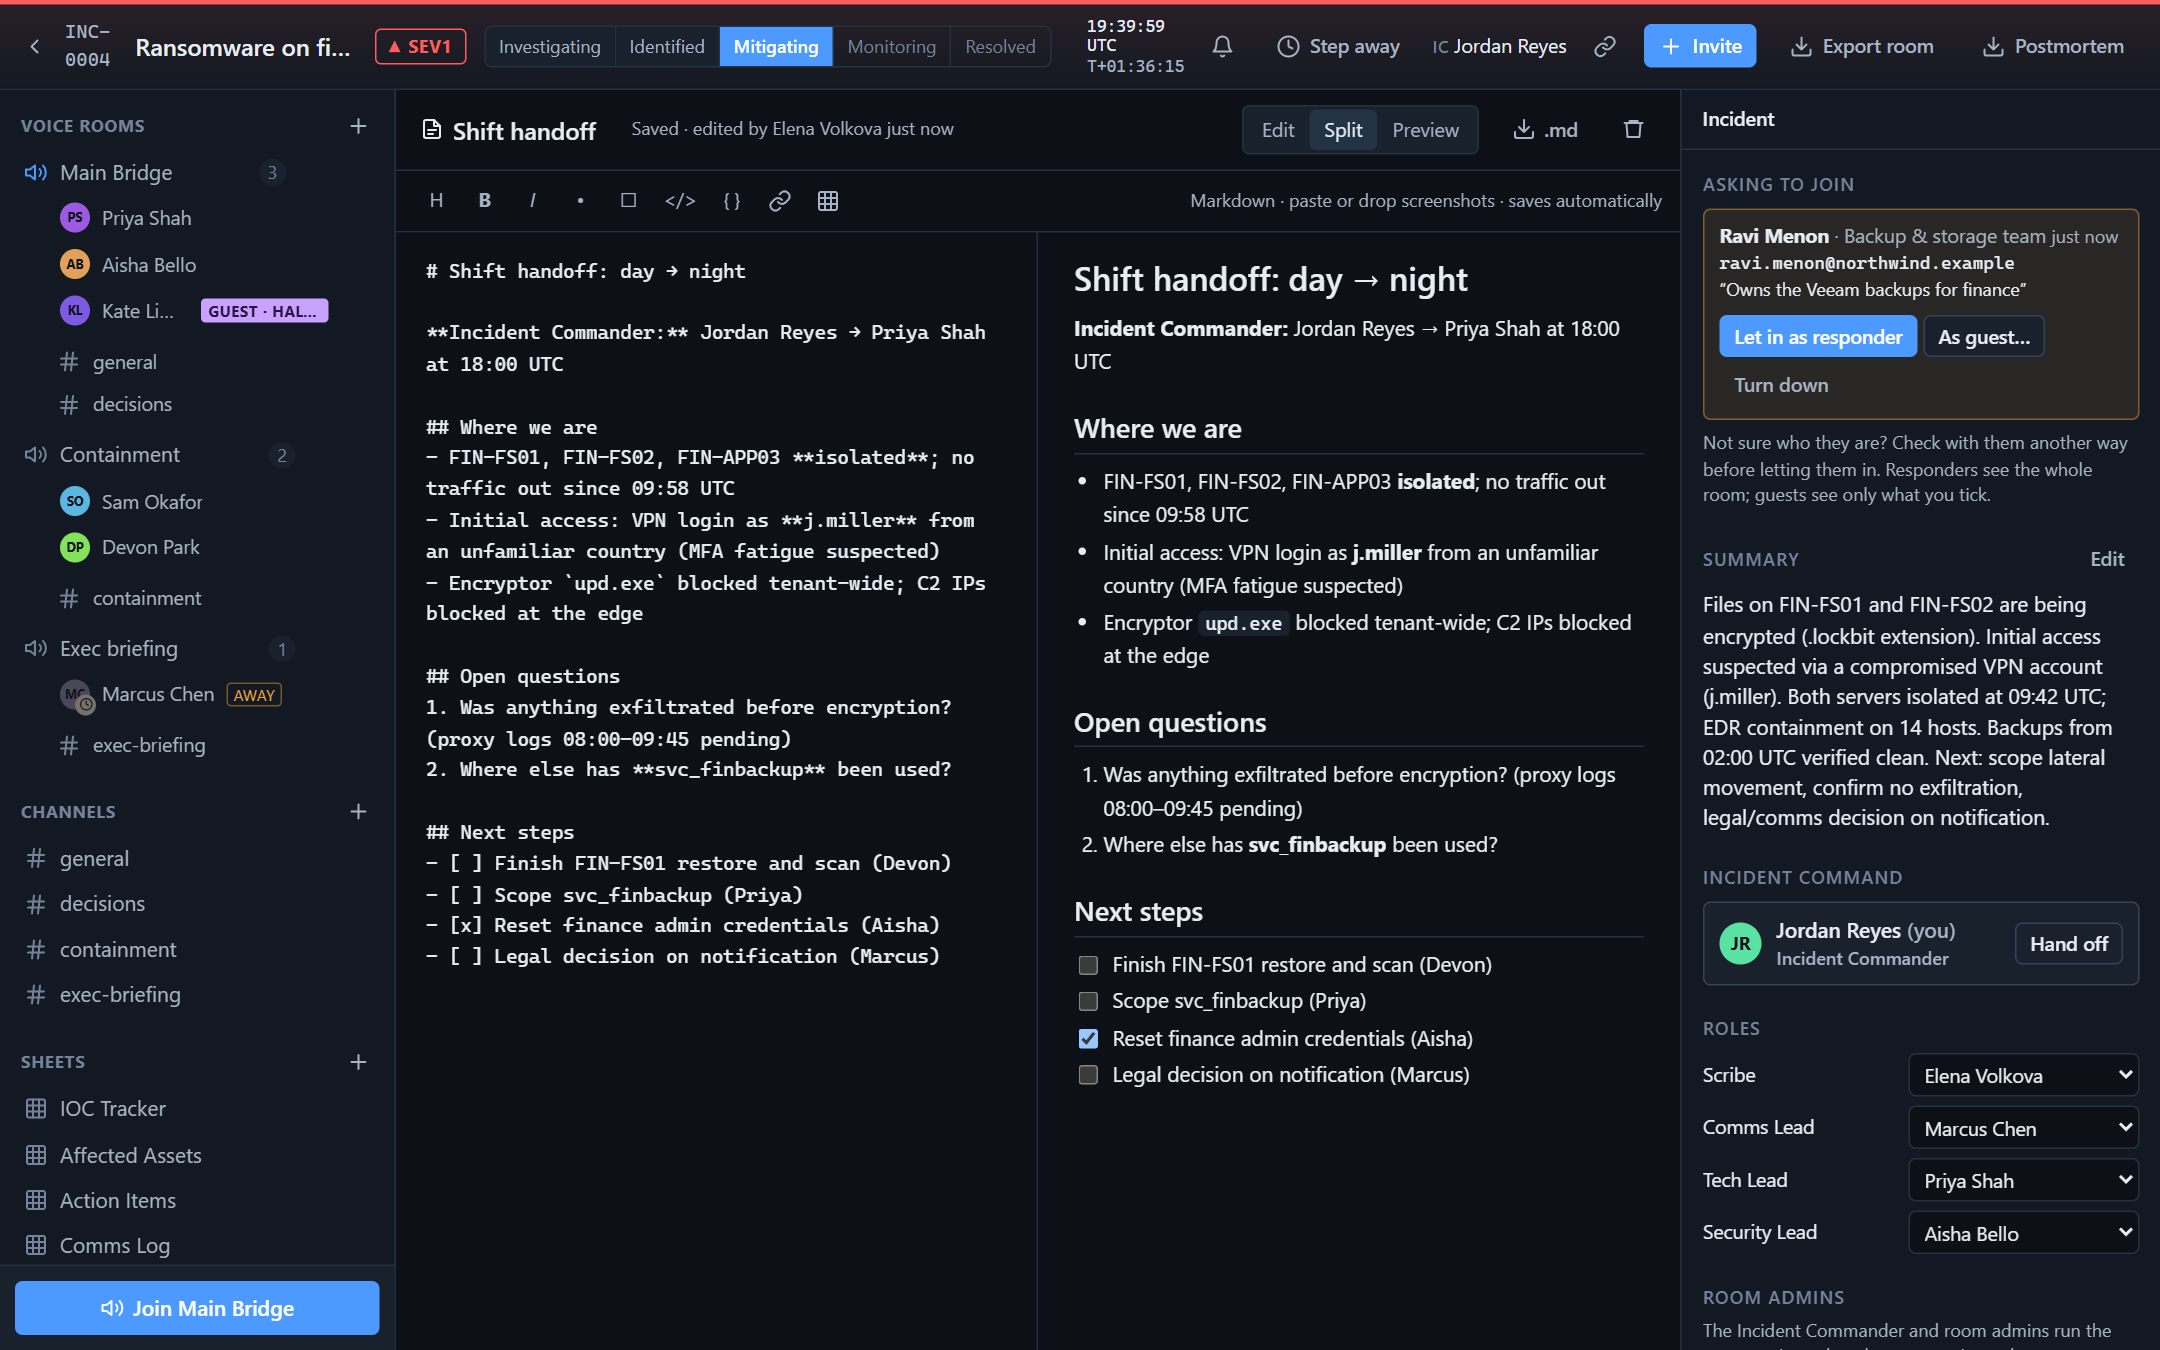 INC-
0004
Ransomware on fi...
SEV1
Investigating
Identified
Mitigating
Monitoring
Resolved
19:39:59
UTC
T+01:36:15
Step away
IC Jordan Reyes
Invite
Export room
Postmortem
VOICE ROOMS
Main Bridge
3
PS
Priya Shah
AB
Aisha Bello
KL
Kate Li...
GUEST · HAL...
general
decisions
Containment
2
SO
Sam Okafor
DP
Devon Park
containment
Exec briefing
1
MC
Marcus Chen
AWAY
exec-briefing
CHANNELS
general
decisions
containment
exec-briefing
SHEETS
IOC Tracker
Affected Assets
Action Items
Comms Log
Join Main Bridge
Shift handoff
Saved · edited by Elena Volkova just now
Edit
Split
Preview
.md
H
B
I
</>
{ }
Markdown · paste or drop screenshots · saves automatically
# Shift handoff: day → night
**Incident Commander:** Jordan Reyes → Priya Shah
at 18:00 UTC
## Where we are
- FIN-FS01, FIN-FS02, FIN-APP03 **isolated**; no
traffic out since 09:58 UTC
- Initial access: VPN login as **j.miller** from
an unfamiliar country (MFA fatigue suspected)
- Encryptor `upd.exe` blocked tenant-wide; C2 IPs
blocked at the edge
## Open questions
1. Was anything exfiltrated before encryption?
(proxy logs 08:00–09:45 pending)
2. Where else has **svc_finbackup** been used?
## Next steps
- [ ] Finish FIN-FS01 restore and scan (Devon)
- [ ] Scope svc_finbackup (Priya)
- [x] Reset finance admin credentials (Aisha)
- [ ] Legal decision on notification (Marcus)
Shift handoff: day → night
Incident Commander: Jordan Reyes → Priya Shah at 18:00
UTC
Where we are
• FIN-FS01, FIN-FS02, FIN-APP03 isolated; no traffic out
since 09:58 UTC
• Initial access: VPN login as j.miller from an unfamiliar
country (MFA fatigue suspected)
• Encryptor upd.exe blocked tenant-wide; C2 IPs blocked
at the edge
Open questions
1. Was anything exfiltrated before encryption? (proxy logs
08:00–09:45 pending)
2. Where else has svc_finbackup been used?
Next steps
Finish FIN-FS01 restore and scan (Devon)
Scope svc_finbackup (Priya)
Reset finance admin credentials (Aisha)
Legal decision on notification (Marcus)
Incident
ASKING TO JOIN
Ravi Menon · Backup & storage team just now
ravi.menon@northwind.example
“Owns the Veeam backups for finance”
Let in as responder
As guest...
Turn down
Not sure who they are? Check with them another way
before letting them in. Responders see the whole
room; guests see only what you tick.
SUMMARY
Edit
Files on FIN-FS01 and FIN-FS02 are being
encrypted (.lockbit extension). Initial access
suspected via a compromised VPN account
(j.miller). Both servers isolated at 09:42 UTC;
EDR containment on 14 hosts. Backups from
02:00 UTC verified clean. Next: scope lateral
movement, confirm no exfiltration,
legal/comms decision on notification.
INCIDENT COMMAND
JR
Jordan Reyes (you)
Incident Commander
Hand off
ROLES
Scribe
Elena Volkova
Comms Lead
Marcus Chen
Tech Lead
Priya Shah
Security Lead
Aisha Bello
ROOM ADMINS
The Incident Commander and room admins run the